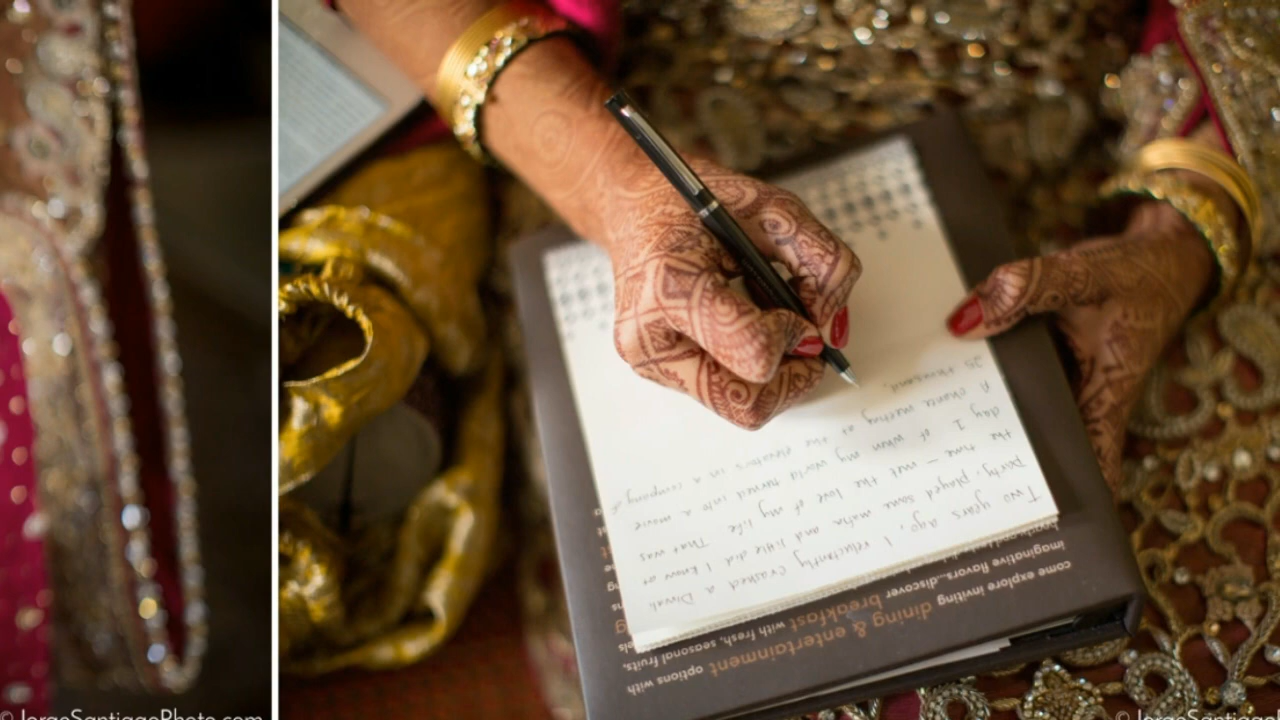 Two years ago, I reluctantly crashed a Diwali
party, played some mafia and little did I know at
the time — met the love of my life. That was
day 1 of when my world turned into a movie
A chance meeting at the elevators in a company of
25 thousand.
come explore inviting dining & entertainment options with
imaginative flavors...discover breakfast with fresh, seasonal fruits,
© JorgeSantiagoPhoto.com
© JorgeSantiago